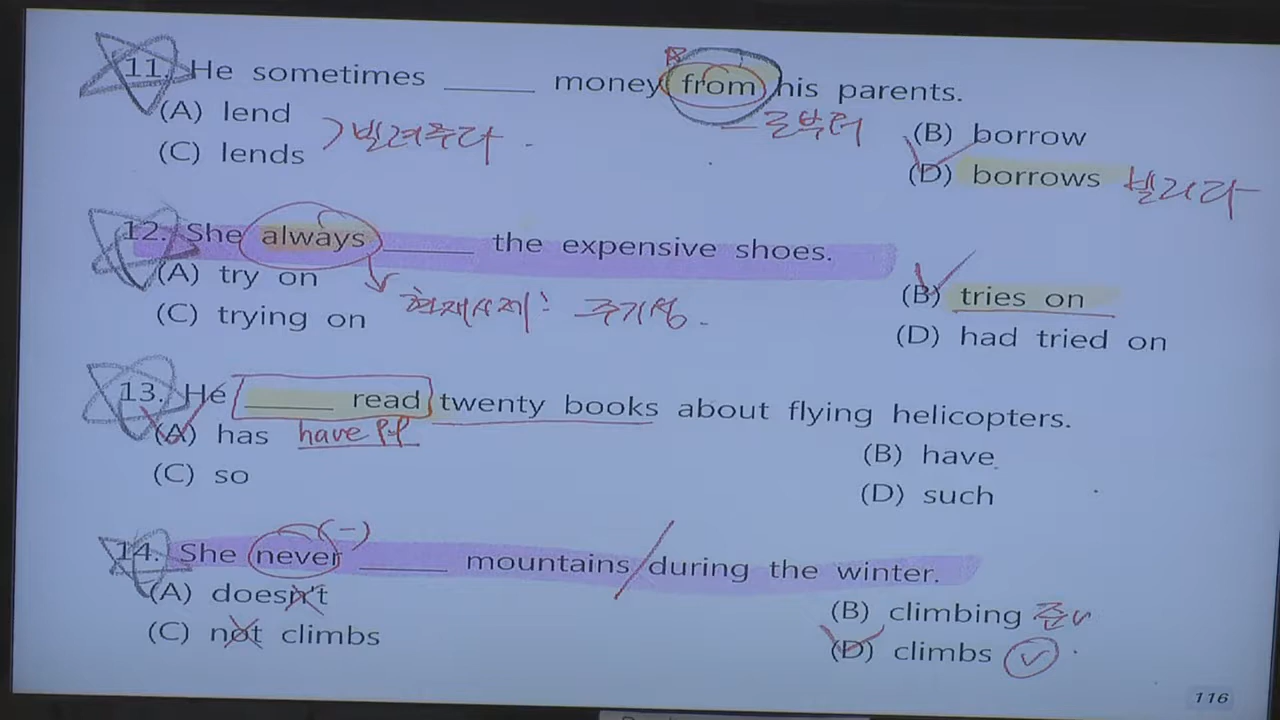 11. He sometimes ______ money from his parents.
~로부터
(A) lend
(B) borrow
(C) lends
빌려주다
(D) borrows 빌리다
12. She always ______ the expensive shoes.
(A) try on
(B) tries on
(C) trying on
현재시제: 주기성
(D) had tried on
13. He ______ read twenty books about flying helicopters.
(A) has have p.p
(B) have
(C) so
(D) such
(-)
14. She never ______ mountains / during the winter.
(A) doesn't
(B) climbing 준V
(C) not climbs
(D) climbs V
116